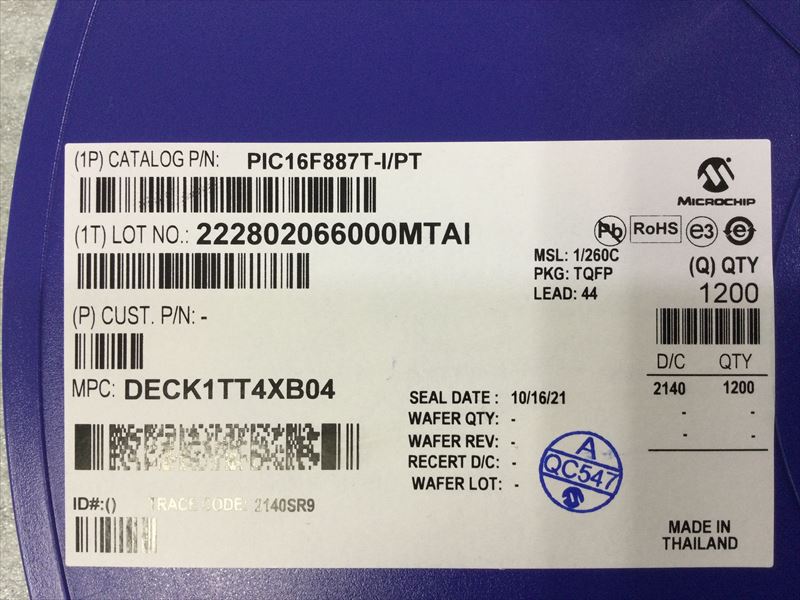 (1P) CATALOG P/N: PIC16F887T-I/PT
MICROCHIP
(1T) LOT NO.: 222802066000MTAI
Pb RoHS e3 e
MSL: 1/260C
PKG: TQFP
LEAD: 44
(Q) QTY
1200
(P) CUST. P/N: -
D/C QTY
2140 1200
- -
- -
MPC: DECK1TT4XB04
SEAL DATE : 10/16/21
WAFER QTY: -
WAFER REV: -
RECERT D/C: -
WAFER LOT: -
A
QC547
ID#:() TRACE CODE: 2140SR9
MADE IN
THAILAND